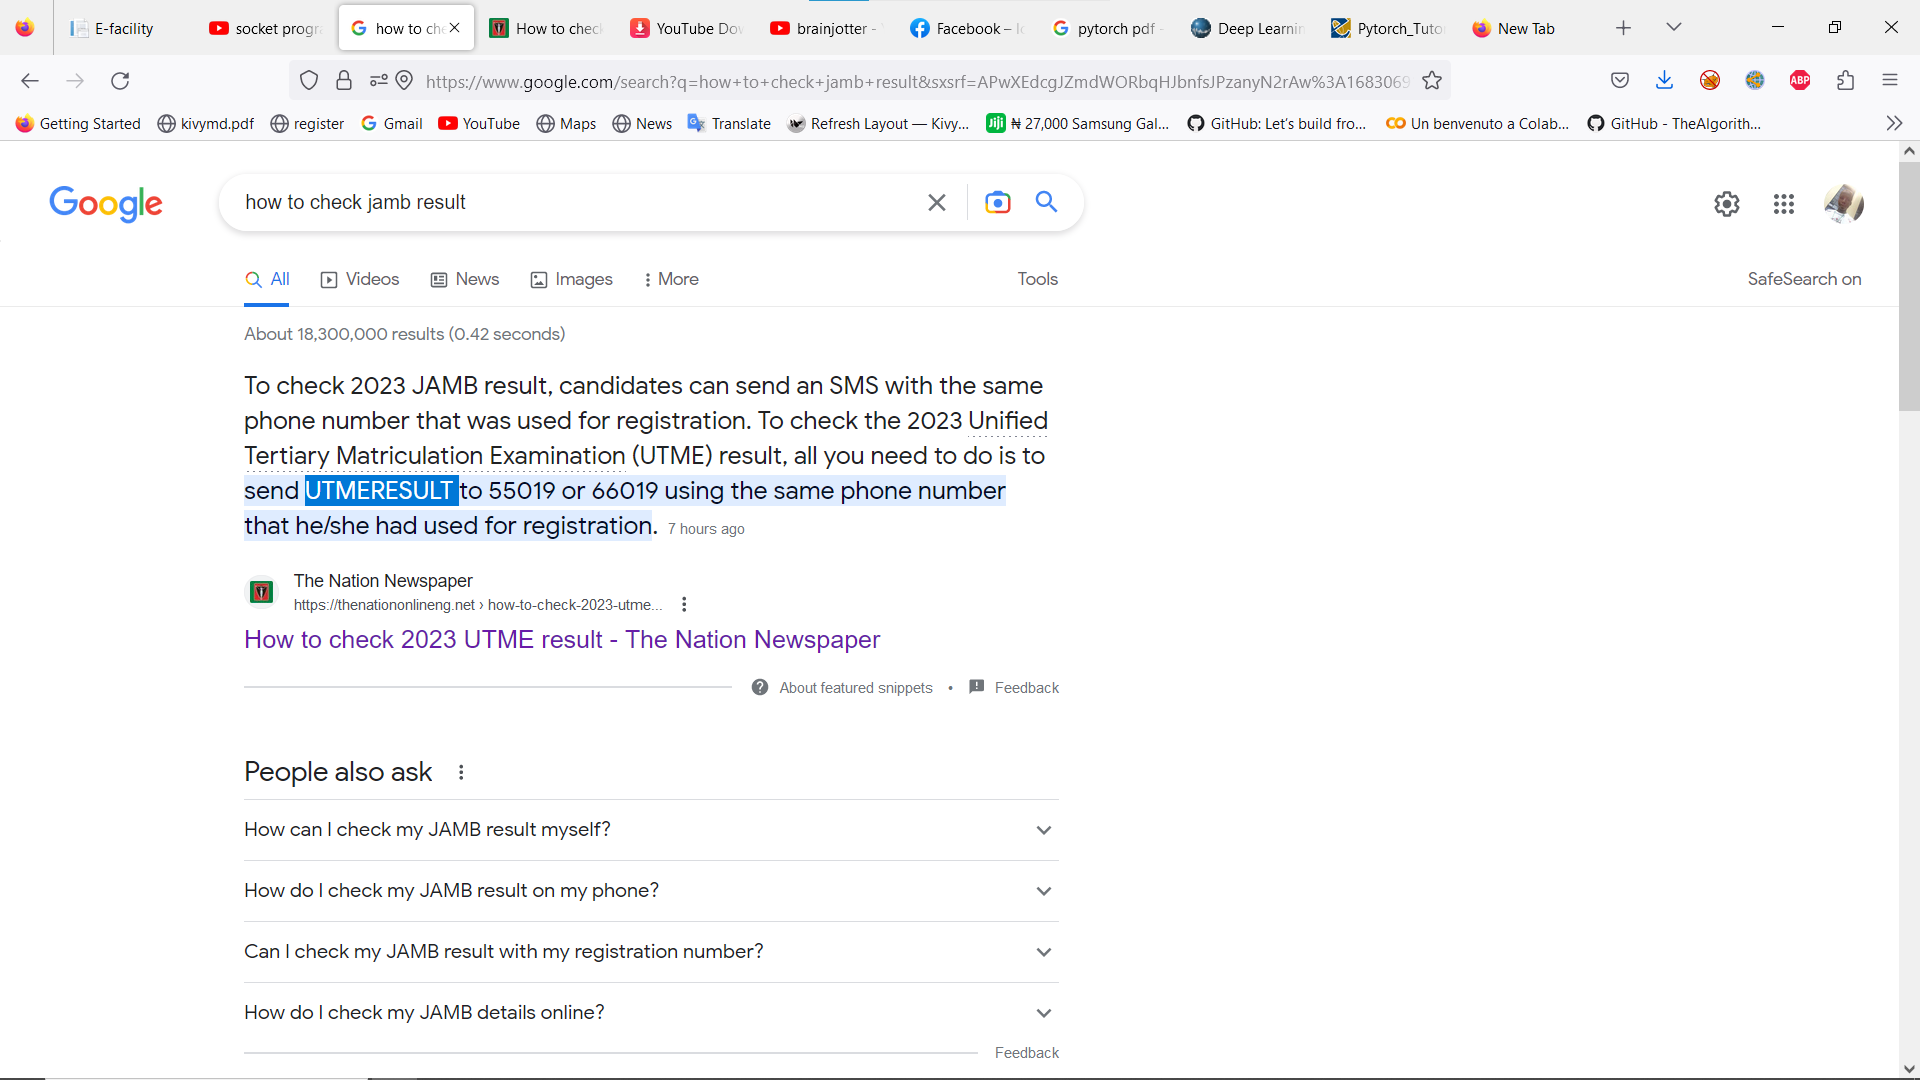 E-facility
socket progr
how to che
How to check
YouTube Dov
brainjotter -
Facebook –
pytorch pdf -
Deep Learnin
Pytorch_Tuto
New Tab
https://www.google.com/search?q=how+to+check+jamb+result&sxsrf=APwXEdcgJZmdWORbqHJbnfsJPzanyN2rAw%3A1683069
ABP
Getting Started
kivymd.pdf
register
Gmail
YouTube
Maps
News
Translate
Refresh Layout — Kivy...
Jiji
₦ 27,000 Samsung Gal...
GitHub: Let's build fro...
Un benvenuto a Colab...
GitHub - TheAlgorith...
Google
how to check jamb result
All
Videos
News
Images
More
Tools
SafeSearch on
About 18,300,000 results (0.42 seconds)
To check 2023 JAMB result, candidates can send an SMS with the same
phone number that was used for registration. To check the 2023 Unified
Tertiary Matriculation Examination (UTME) result, all you need to do is to
send UTMERESULT to 55019 or 66019 using the same phone number
that he/she had used for registration. 7 hours ago
The Nation Newspaper
https://thenationonlineng.net › how-to-check-2023-utme...
How to check 2023 UTME result - The Nation Newspaper
About featured snippets • Feedback
People also ask
How can I check my JAMB result myself?
How do I check my JAMB result on my phone?
Can I check my JAMB result with my registration number?
How do I check my JAMB details online?
Feedback